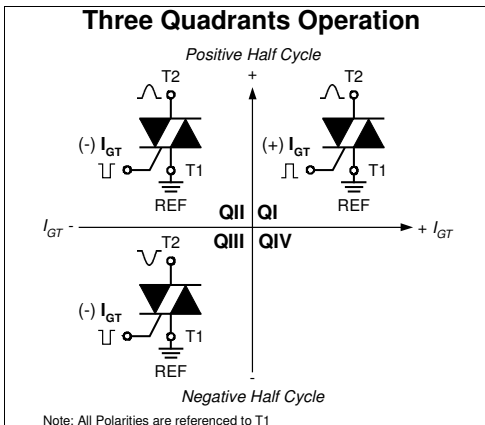 Three Quadrants Operation
Positive Half Cycle
+
T2
(-) IGT
T1
REF
T2
(+) IGT
T1
REF
QII QI
IGT -
+ IGT
QIII QIV
T2
(-) IGT
T1
REF
-
Negative Half Cycle
Note: All Polarities are referenced to T1